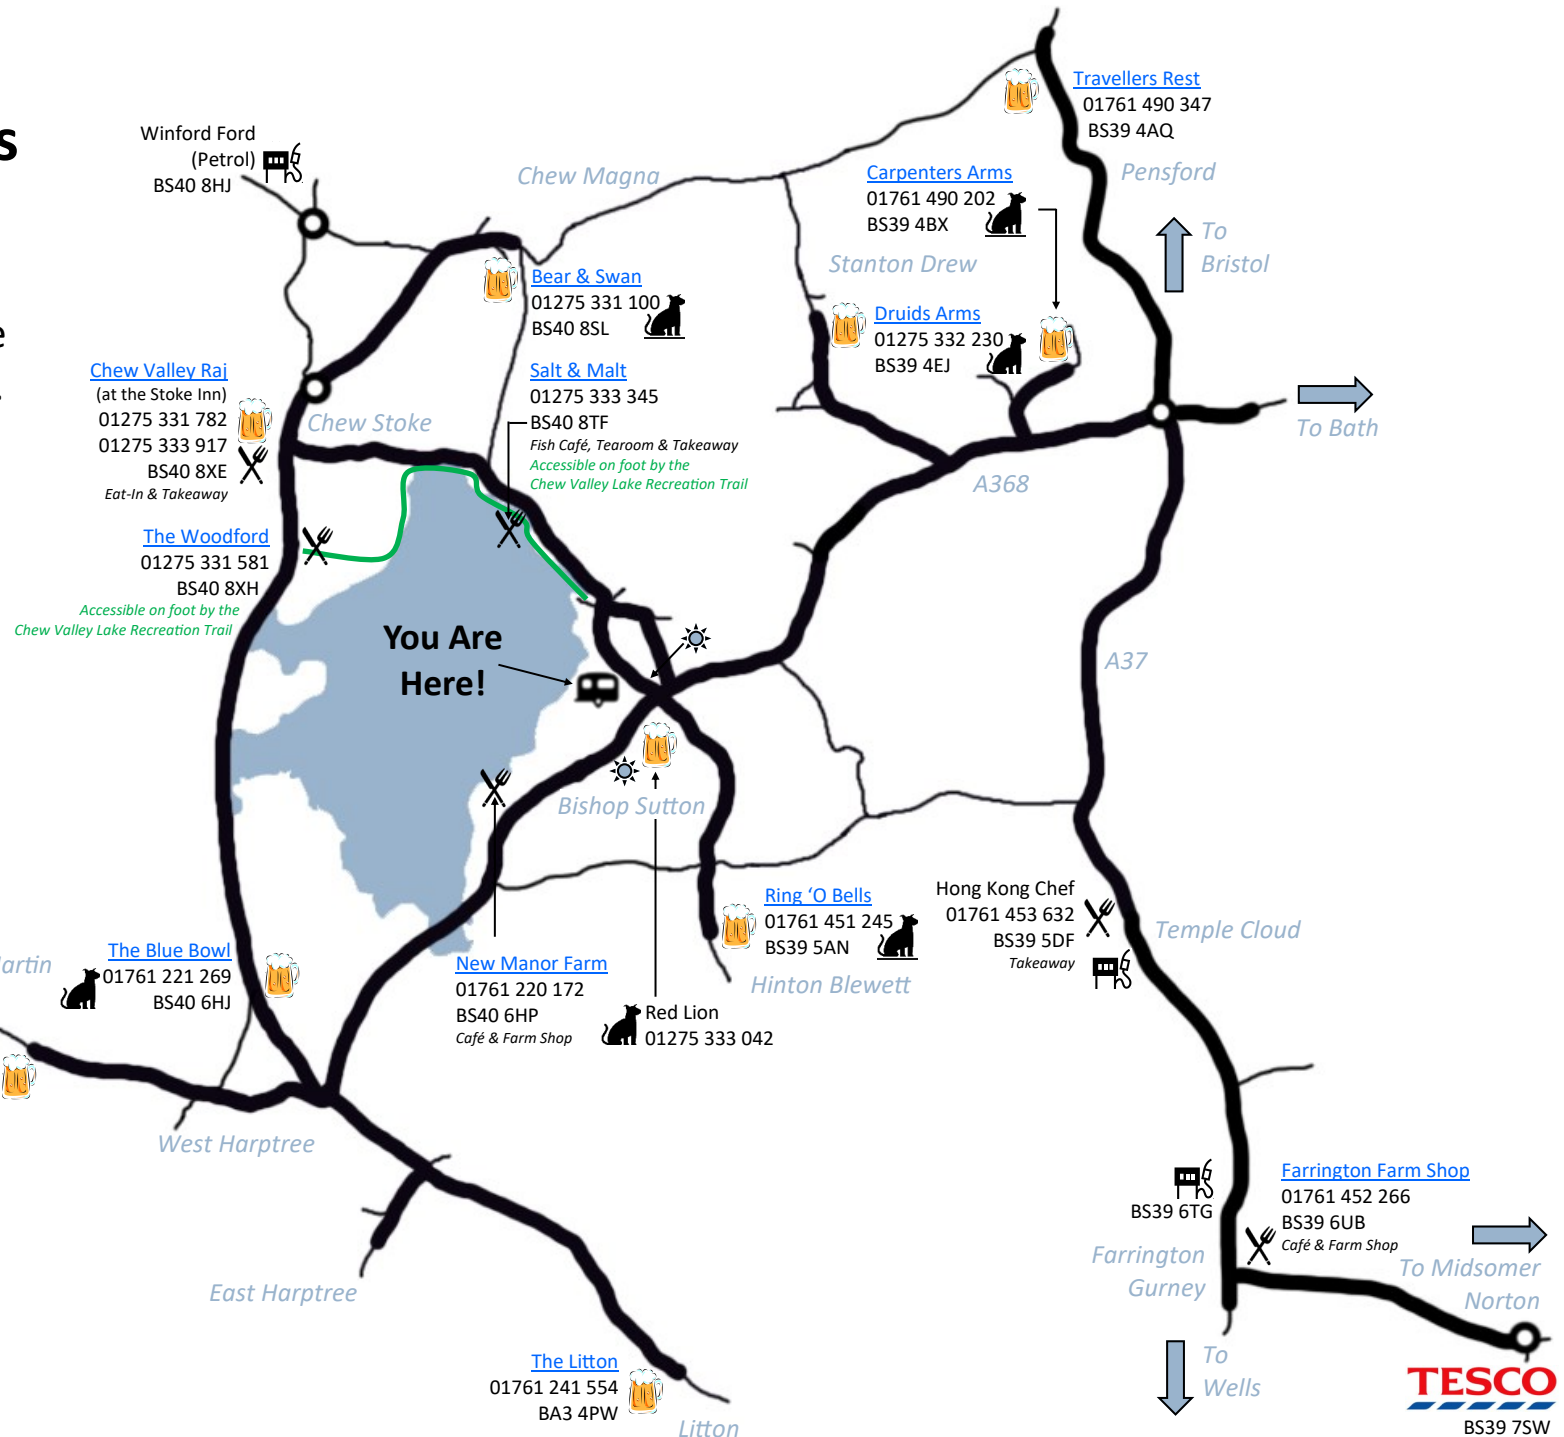 s
e
Winford Ford
(Petrol)
BS40 8HJ
Chew Magna
Travellers Rest
01761 490 347
BS39 4AQ
Pensford
Carpenters Arms
01761 490 202
BS39 4BX
To
Bristol
Stanton Drew
Bear & Swan
01275 331 100
BS40 8SL
Druids Arms
01275 332 230
BS39 4EJ
Chew Valley Raj
(at the Stoke Inn)
01275 331 782
01275 333 917
BS40 8XE
Eat-In & Takeaway
Chew Stoke
Salt & Malt
01275 333 345
BS40 8TF
Fish Café, Tearoom & Takeaway
Accessible on foot by the
Chew Valley Lake Recreation Trail
To Bath
A368
The Woodford
01275 331 581
BS40 8XH
Accessible on foot by the
Chew Valley Lake Recreation Trail
You Are
Here!
A37
Bishop Sutton
Ring ‘O Bells
01761 451 245
BS39 5AN
Hinton Blewett
Hong Kong Chef
01761 453 632
BS39 5DF
Takeaway
Temple Cloud
artin
The Blue Bowl
01761 221 269
BS40 6HJ
New Manor Farm
01761 220 172
BS40 6HP
Café & Farm Shop
Red Lion
01275 333 042
West Harptree
East Harptree
BS39 6TG
Farrington Farm Shop
01761 452 266
BS39 6UB
Café & Farm Shop
Farrington
Gurney
To Midsomer
Norton
The Litton
01761 241 554
BA3 4PW
Litton
To
Wells
TESCO
BS39 7SW